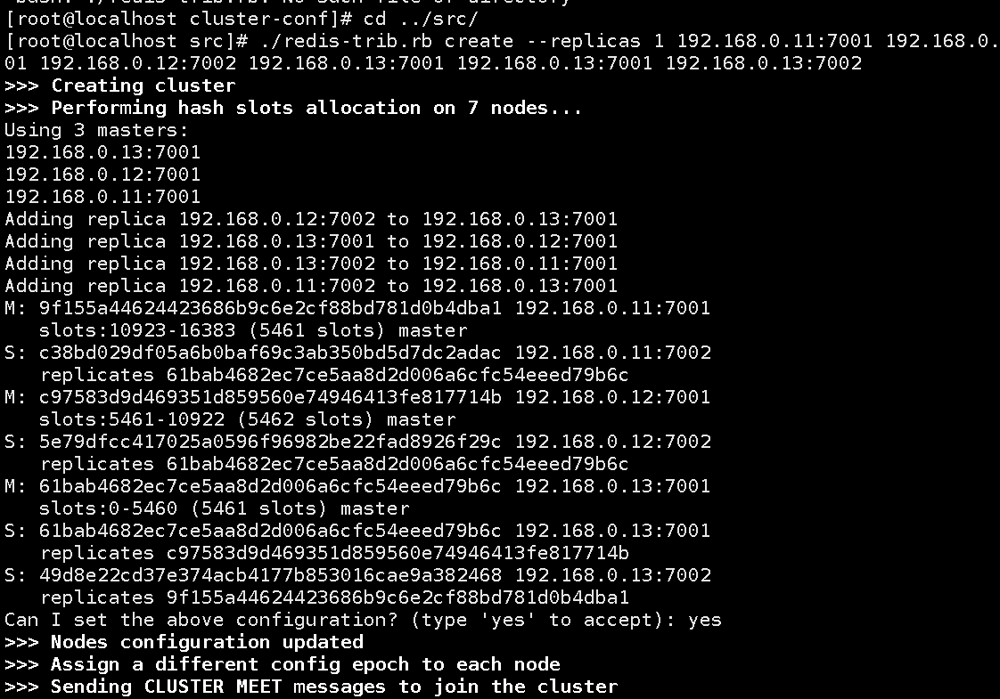 [root@localhost cluster-conf]# cd ../src/
[root@localhost src]# ./redis-trib.rb create --replicas 1 192.168.0.11:7001 192.168.0.
01 192.168.0.12:7002 192.168.0.13:7001 192.168.0.13:7001 192.168.0.13:7002
>>> Creating cluster
>>> Performing hash slots allocation on 7 nodes...
Using 3 masters:
192.168.0.13:7001
192.168.0.12:7001
192.168.0.11:7001
Adding replica 192.168.0.12:7002 to 192.168.0.13:7001
Adding replica 192.168.0.13:7001 to 192.168.0.12:7001
Adding replica 192.168.0.13:7002 to 192.168.0.11:7001
Adding replica 192.168.0.11:7002 to 192.168.0.13:7001
M: 9f155a44624423686b9c6e2cf88bd781d0b4dba1 192.168.0.11:7001
   slots:10923-16383 (5461 slots) master
S: c38bd029df05a6b0baf69c3ab350bd5d7dc2adac 192.168.0.11:7002
   replicates 61bab4682ec7ce5aa8d2d006a6cfc54eeed79b6c
M: c97583d9d469351d859560e74946413fe817714b 192.168.0.12:7001
   slots:5461-10922 (5462 slots) master
S: 5e79dfcc417025a0596f96982be22fad8926f29c 192.168.0.12:7002
   replicates 61bab4682ec7ce5aa8d2d006a6cfc54eeed79b6c
M: 61bab4682ec7ce5aa8d2d006a6cfc54eeed79b6c 192.168.0.13:7001
   slots:0-5460 (5461 slots) master
S: 61bab4682ec7ce5aa8d2d006a6cfc54eeed79b6c 192.168.0.13:7001
   replicates c97583d9d469351d859560e74946413fe817714b
S: 49d8e22cd37e374acb4177b853016cae9a382468 192.168.0.13:7002
   replicates 9f155a44624423686b9c6e2cf88bd781d0b4dba1
Can I set the above configuration? (type 'yes' to accept): yes
>>> Nodes configuration updated
>>> Assign a different config epoch to each node
>>> Sending CLUSTER MEET messages to join the cluster